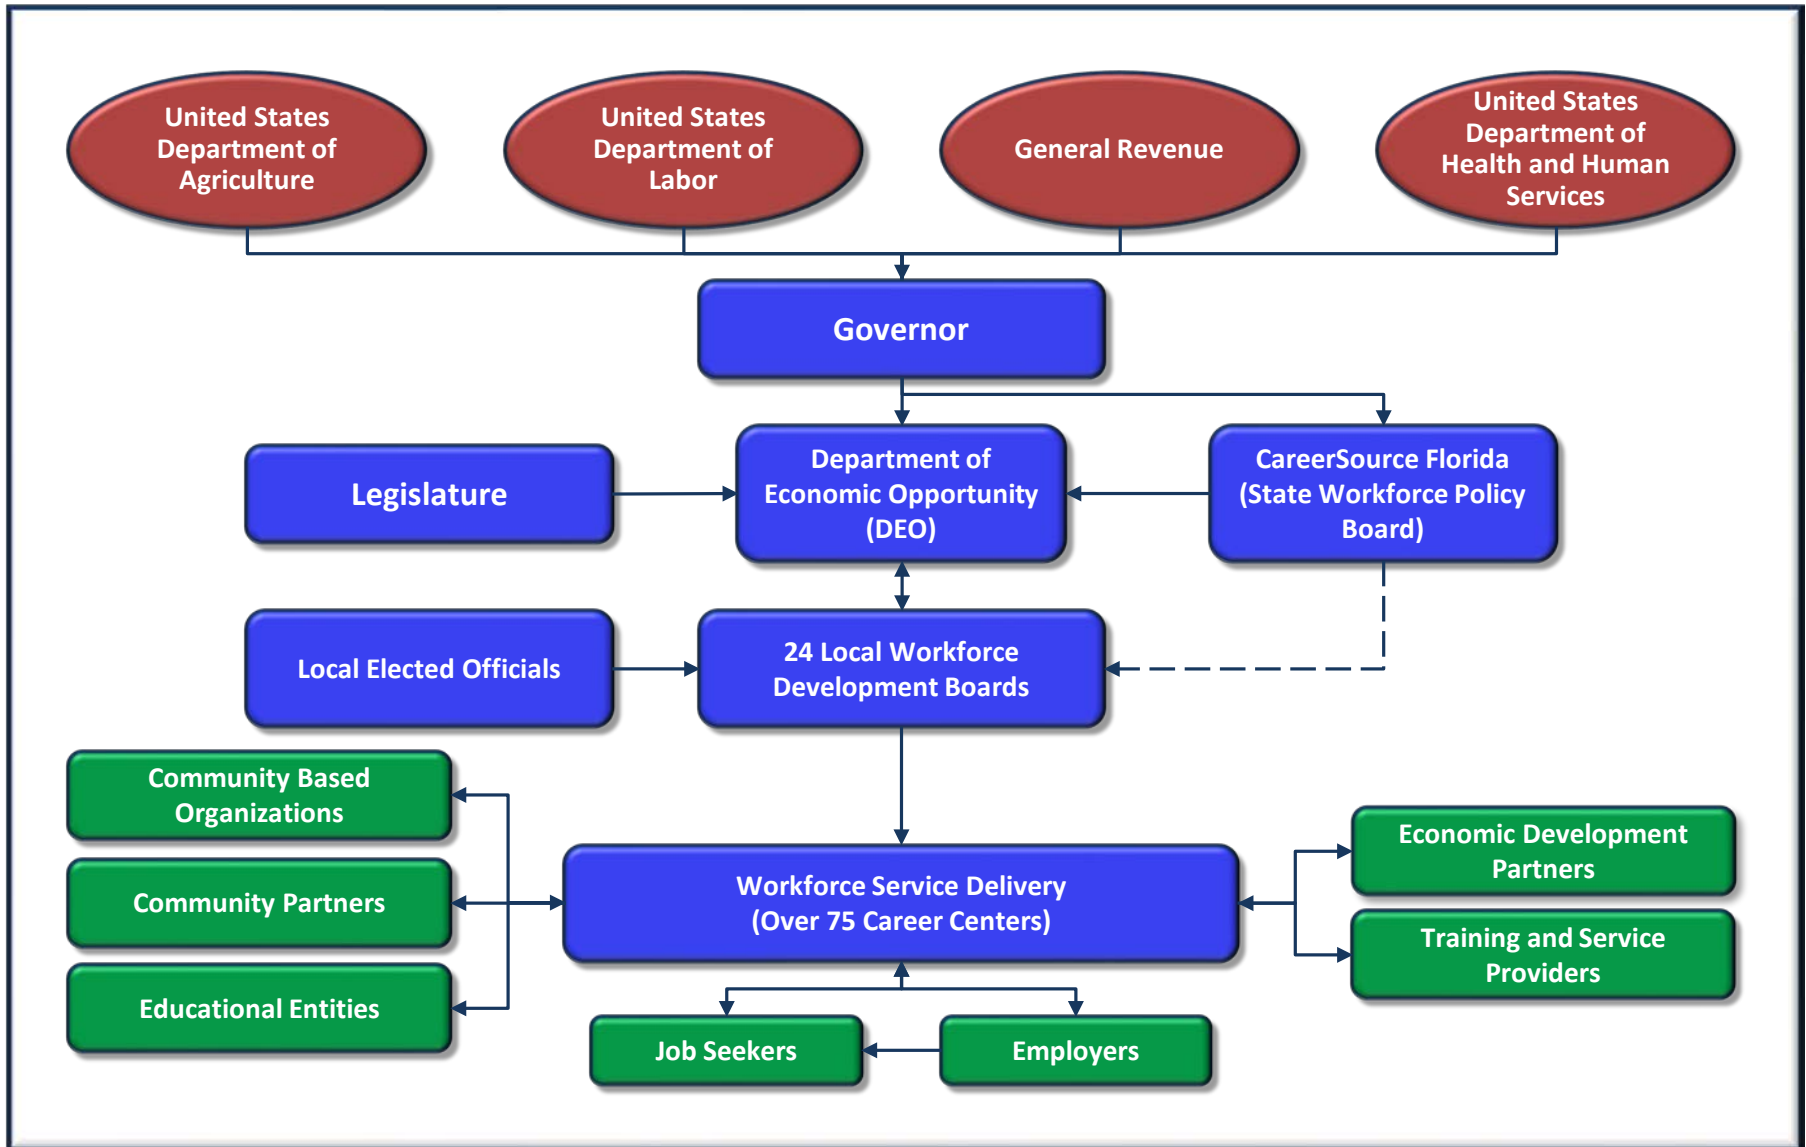 United States
Department of
Agriculture
United States
Department of
Labor
General Revenue
United States
Department of
Health and Human
Services
Governor
Legislature
Department of
Economic Opportunity
(DEO)
CareerSource Florida
(State Workforce Policy
Board)
Local Elected Officials
24 Local Workforce
Development Boards
Community Based
Organizations
Community Partners
Educational Entities
Workforce Service Delivery
(Over 75 Career Centers)
Economic Development
Partners
Training and Service
Providers
Job Seekers
Employers